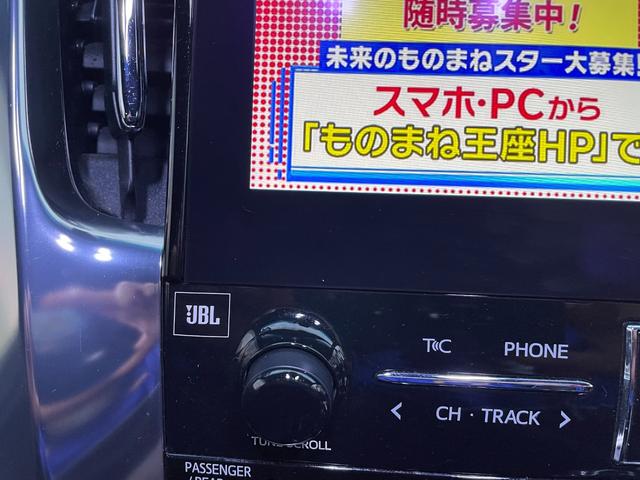 随時募集中!
未来のものまねスター大募集!
スマホ・PCから
「ものまね王座HP」で
JBL
T C PHONE
< CH · TRACK >
TUNE SCROLL
PASSENGER
/REAR